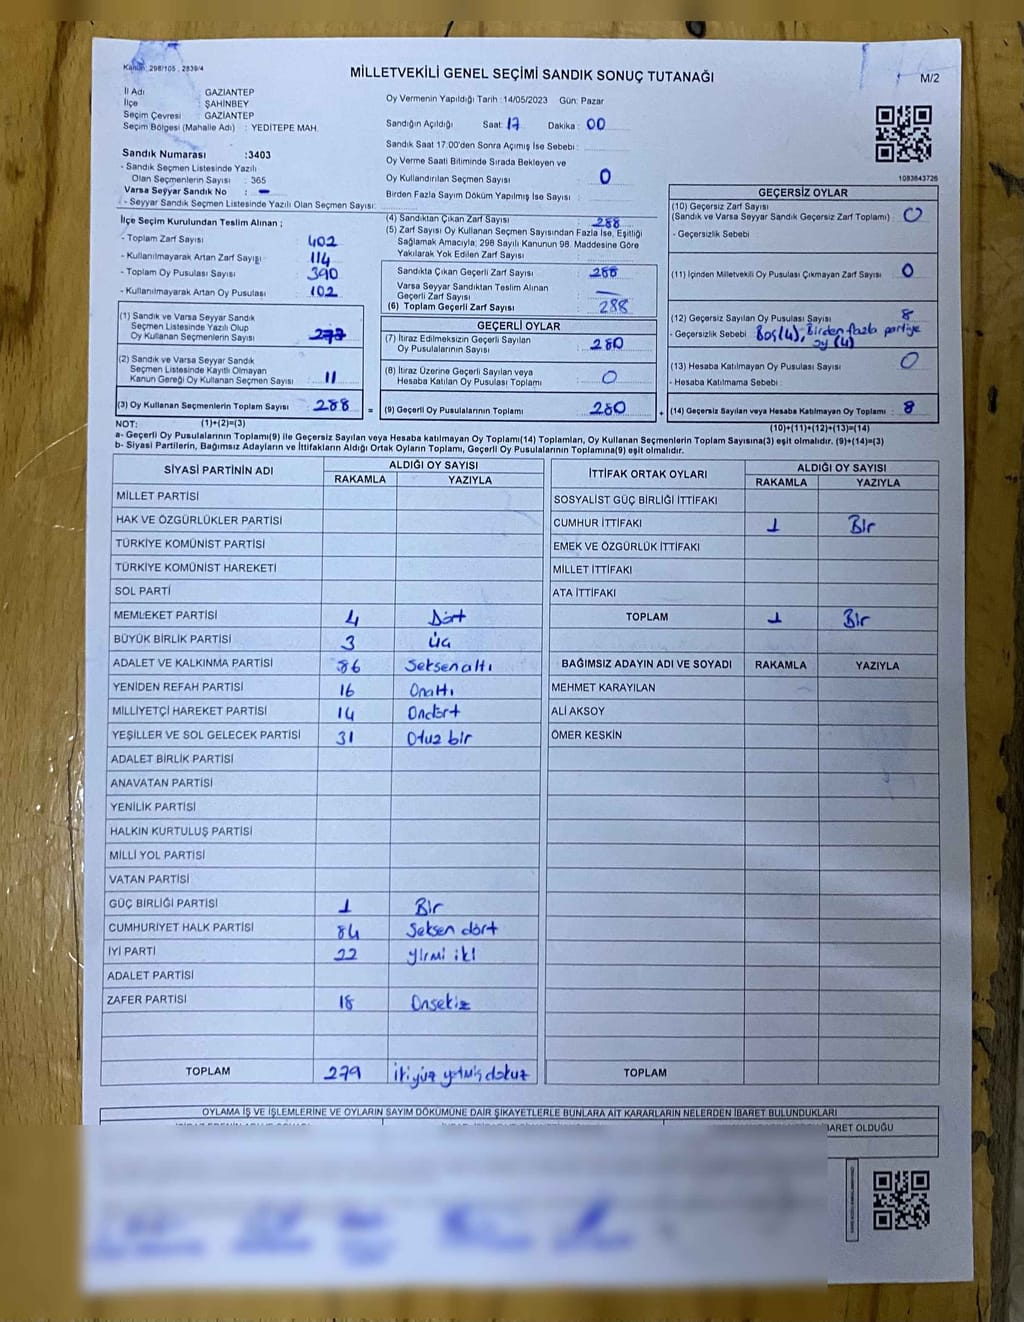 Kanun: 298/105 , 2839/4
MİLLETVEKİLİ GENEL SEÇİMİ SANDIK SONUÇ TUTANAĞI
M/2
İl Adı : GAZIANTEP
İlçe : ŞAHİNBEY
Seçim Çevresi : GAZIANTEP
Seçim Bölgesi (Mahalle Adı) : YEDİTEPE MAH.
Oy Vermenin Yapıldığı Tarih : 14/05/2023 Gün: Pazar
Sandığın Açıldığı Saat: 17 Dakika : 00
Sandık Saat 17:00'den Sonra Açımış İse Sebebi :
Oy Verme Saati Bitiminde Sırada Bekleyen ve
Oy Kullandırılan Seçmen Sayısı : 0
Birden Fazla Sayım Döküm Yapılmış İse Sayısı :
Sandık Numarası :3403
- Sandık Seçmen Listesinde Yazılı
Olan Seçmenlerin Sayısı : 365
Varsa Seyyar Sandık No : -
- Seyyar Sandık Seçmen Listesinde Yazılı Olan Seçmen Sayısı:
1083843726
İlçe Seçim Kurulundan Teslim Alınan ;
- Toplam Zarf Sayısı : 402
- Kullanılmayarak Artan Zarf Sayısı : 114
- Toplam Oy Pusulası Sayısı : 390
- Kullanılmayarak Artan Oy Pusulası : 102
(1) Sandık ve Varsa Seyyar Sandık
Seçmen Listesinde Yazılı Olup
Oy Kullanan Seçmenlerin Sayısı : 277
(2) Sandık ve Varsa Seyyar Sandık
Seçmen Listesinde Kayıtlı Olmayan
Kanun Gereği Oy Kullanan Seçmen Sayısı : 11
(3) Oy Kullanan Seçmenlerin Toplam Sayısı : 288 =
(4) Sandıktan Çıkan Zarf Sayısı : 288
(5) Zarf Sayısı Oy Kullanan Seçmen Sayısından Fazla İse, Eşitliği
Sağlamak Amacıyla; 298 Sayılı Kanunun 98. Maddesine Göre
Yakılarak Yok Edilen Zarf Sayısı :
Sandıkta Çıkan Geçerli Zarf Sayısı : 288
Varsa Seyyar Sandıktan Teslim Alınan
Geçerli Zarf Sayısı : -
(6) Toplam Geçerli Zarf Sayısı : 288
GEÇERLİ OYLAR
(7) İtiraz Edilmeksizin Geçerli Sayılan
Oy Pusulalarının Sayısı : 280
(8) İtiraz Üzerine Geçerli Sayılan veya
Hesaba Katılan Oy Pusulası Toplamı : 0
(9) Geçerli Oy Pusulalarının Toplamı : 280 +
GEÇERSİZ OYLAR
(10) Geçersiz Zarf Sayısı
(Sandık ve Varsa Seyyar Sandık Geçersiz Zarf Toplamı) : 0
- Geçersizlik Sebebi :
(11) İçinden Milletvekili Oy Pusulası Çıkmayan Zarf Sayısı : 0
(12) Geçersiz Sayılan Oy Pusulası Sayısı : 8
- Geçersizlik Sebebi : Boş(4), Birden fazla partiye
oy (4)
(13) Hesaba Katılmayan Oy Pusulası Sayısı : 0
- Hesaba Katılmama Sebebi :
(14) Geçersiz Sayılan veya Hesaba Katılmayan Oy Toplamı : 8
NOT: (1)+(2)=(3)
(10)+(11)+(12)+(13)=(14)
a- Geçerli Oy Pusulalarının Toplamı(9) ile Geçersiz Sayılan veya Hesaba katılmayan Oy Toplamı(14) Toplamları, Oy Kullanan Seçmenlerin Toplam Sayısına(3) eşit olmalıdır. (9)+(14)=(3)
b- Siyasi Partilerin, Bağımsız Adayların ve İttifakların Aldığı Ortak Oyların Toplamı, Geçerli Oy Pusulalarının Toplamına(9) eşit olmalıdır.
SİYASİ PARTİNİN ADI ALDIĞI OY SAYISI
RAKAMLA YAZIYLA
MİLLET PARTİSİ
HAK VE ÖZGÜRLÜKLER PARTİSİ
TÜRKİYE KOMÜNİST PARTİSİ
TÜRKİYE KOMÜNİST HAREKETİ
SOL PARTİ
MEMLEKET PARTİSİ 4 Dört
BÜYÜK BİRLİK PARTİSİ 3 Üç
ADALET VE KALKINMA PARTİSİ 86 Seksenaltı
YENİDEN REFAH PARTİSİ 16 Onaltı
MİLLİYETÇİ HAREKET PARTİSİ 14 Ondört
YEŞİLLER VE SOL GELECEK PARTİSİ 31 Otuz bir
ADALET BİRLİK PARTİSİ
ANAVATAN PARTİSİ
YENİLİK PARTİSİ
HALKIN KURTULUŞ PARTİSİ
MİLLİ YOL PARTİSİ
VATAN PARTİSİ
GÜÇ BİRLİĞİ PARTİSİ 1 Bir
CUMHURİYET HALK PARTİSİ 84 Seksen dört
İYİ PARTİ 22 Yirmi iki
ADALET PARTİSİ
ZAFER PARTİSİ 18 Onsekiz
TOPLAM 279 ikiyüz yetmiş dokuz
İTTİFAK ORTAK OYLARI ALDIĞI OY SAYISI
RAKAMLA YAZIYLA
SOSYALİST GÜÇ BİRLİĞİ İTTİFAKI
CUMHUR İTTİFAKI 1 Bir
EMEK VE ÖZGÜRLÜK İTTİFAKI
MİLLET İTTİFAKI
ATA İTTİFAKI
TOPLAM 1 Bir
BAĞIMSIZ ADAYIN ADI VE SOYADI RAKAMLA YAZIYLA
MEHMET KARAYILAN
ALİ AKSOY
ÖMER KESKİN
TOPLAM
OYLAMA İŞ VE İŞLEMLERİNE VE OYLARIN SAYIM DÖKÜMÜNE DAİR ŞİKAYETLERLE BUNLARA AİT KARARLARIN NELERDEN İBARET BULUNDUKLARI
BARET OLDUĞU